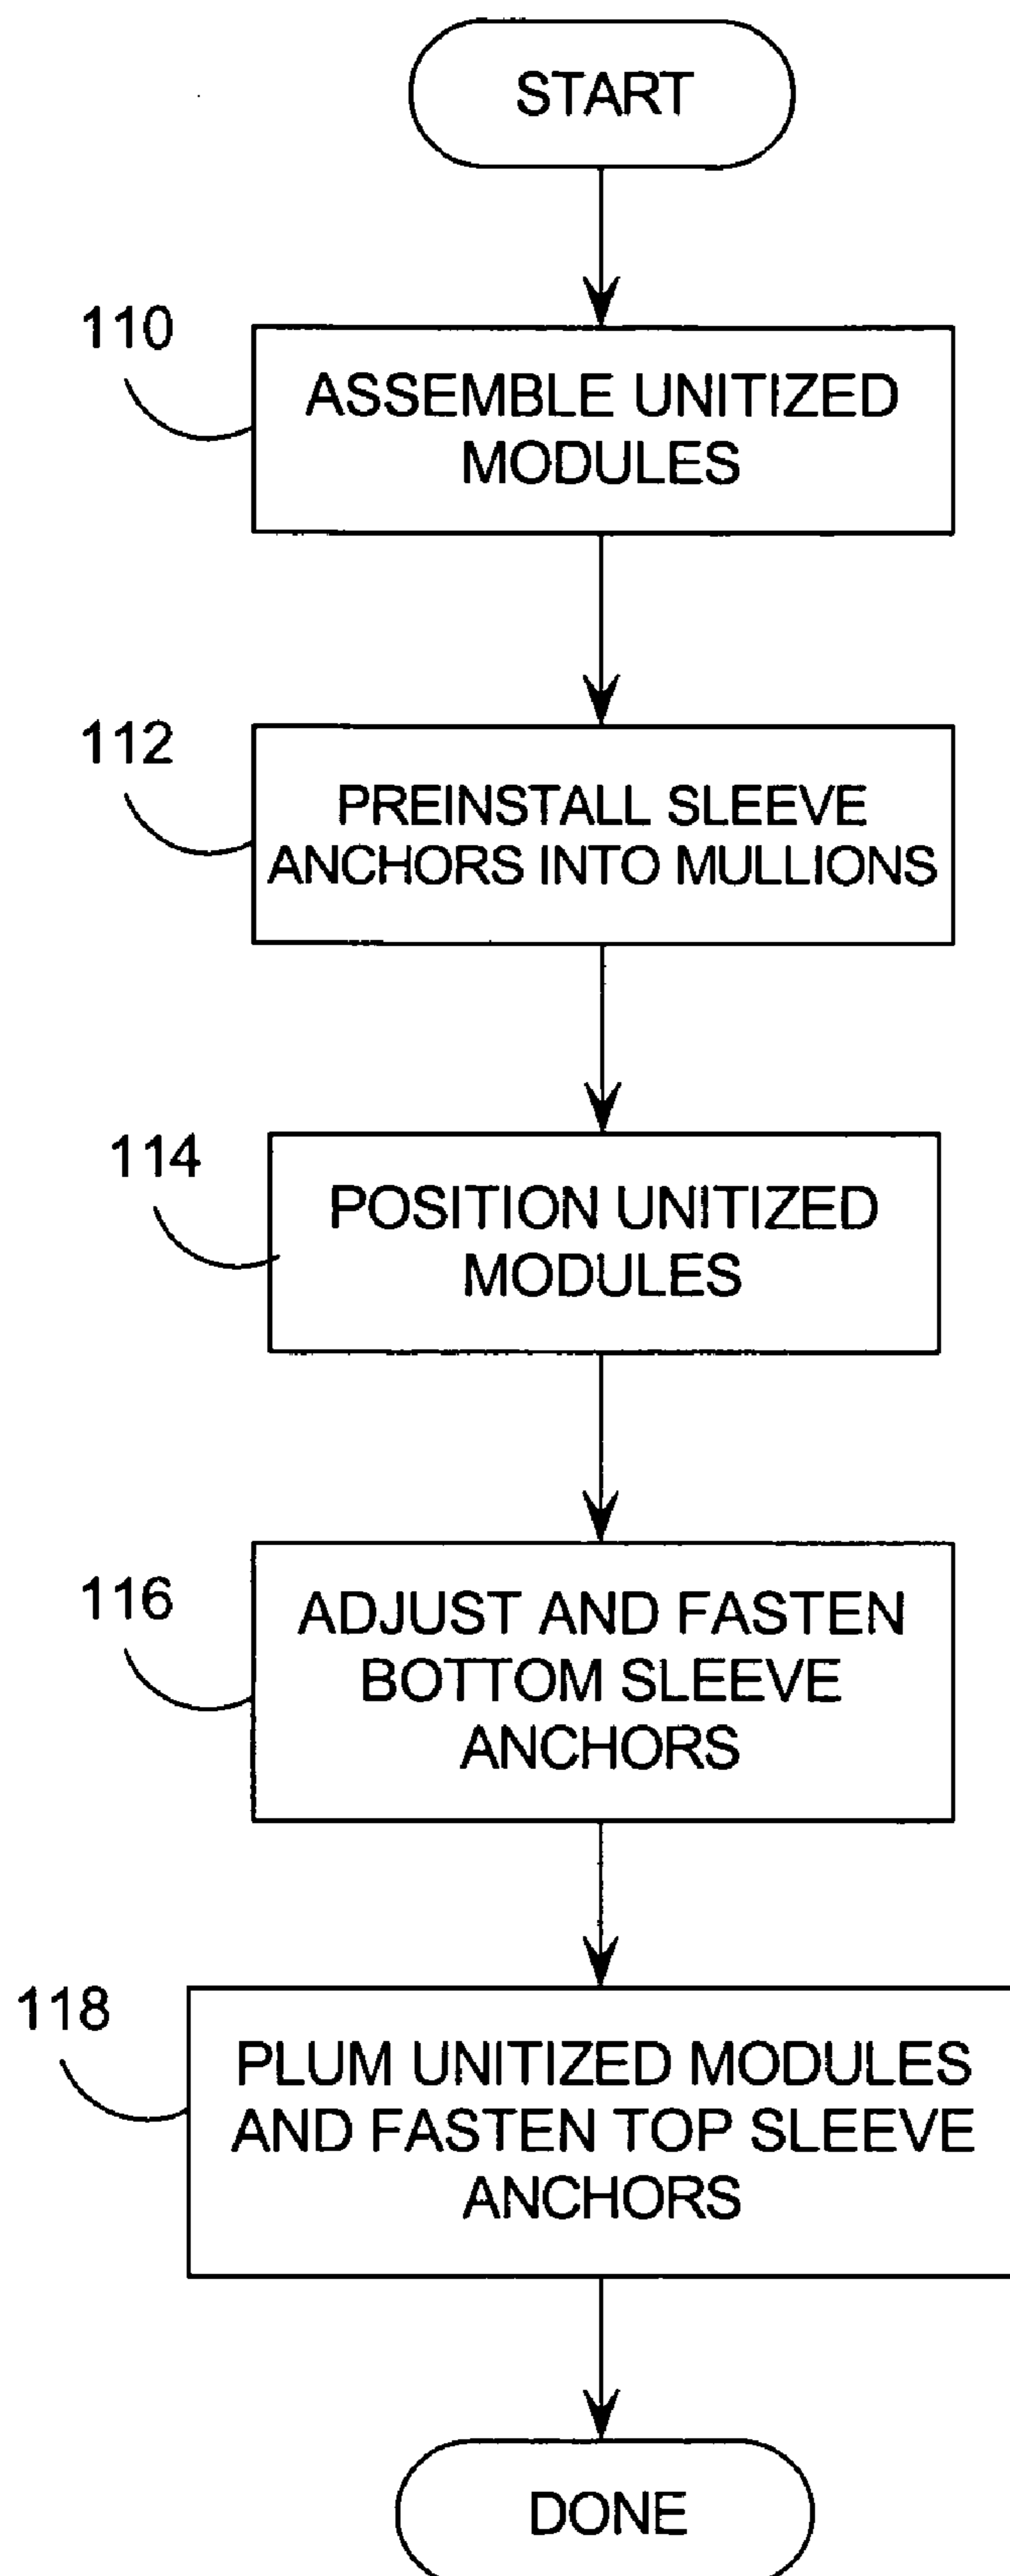 START
110
ASSEMBLE UNITIZED
MODULES
112
PREINSTALL SLEEVE
ANCHORS INTO MULLIONS
114
POSITION UNITIZED
MODULES
116
ADJUST AND FASTEN
BOTTOM SLEEVE
ANCHORS
118
PLUM UNITIZED MODULES
AND FASTEN TOP SLEEVE
ANCHORS
DONE